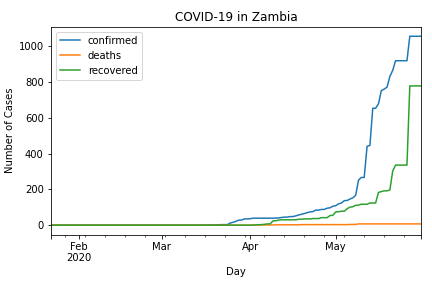 COVID-19 in Zambia
confirmed
deaths
recovered
Number of Cases
1000
800
600
400
200
0
Feb
2020
Mar
Apr
May
Day